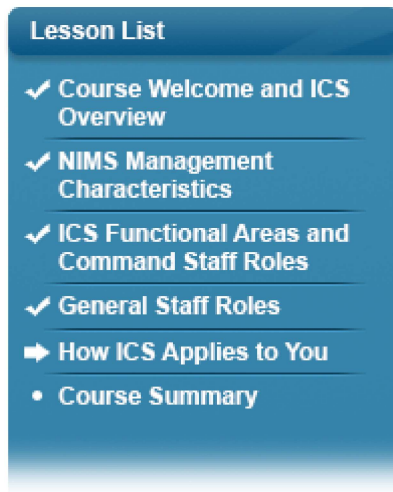 Lesson List
Course Welcome and ICS
Overview
NIMS Management
Characteristics
ICS Functional Areas and
Command Staff Roles
General Staff Roles
How ICS Applies to You
Course Summary